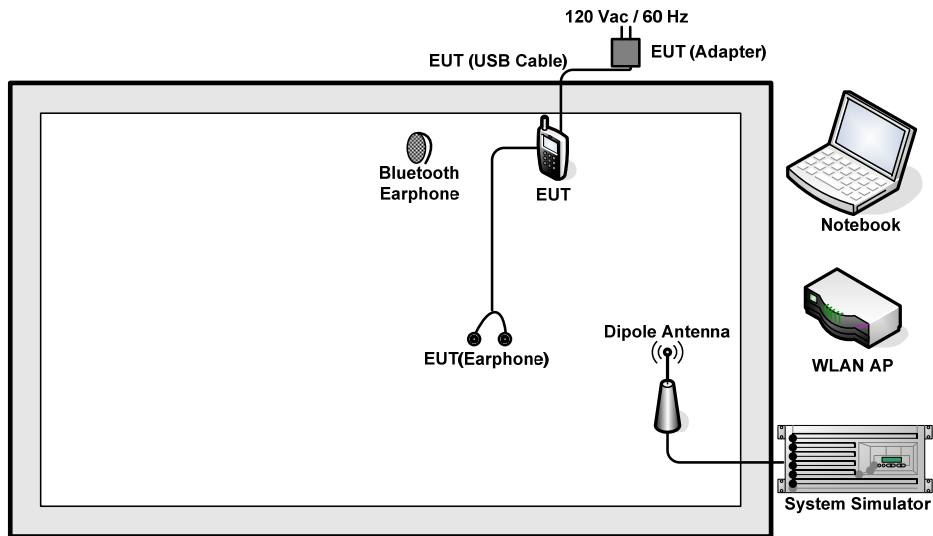 120 Vac / 60 Hz
EUT (Adapter)
EUT (USB Cable)
Bluetooth
Earphone
EUT
Notebook
EUT(Earphone)
Dipole Antenna
WLAN AP
System Simulator